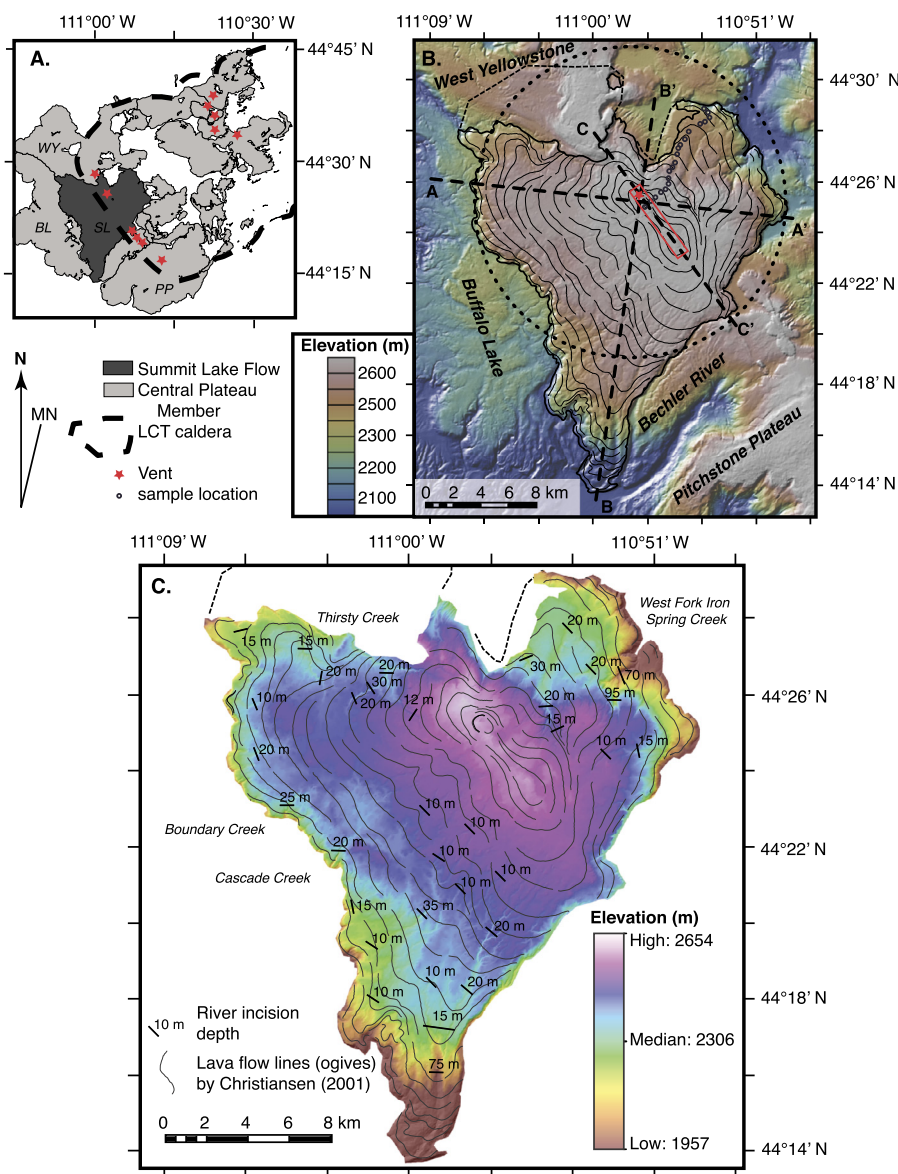 111°00' W
110°30' W
A.
44°45' N
44°30' N
44°15' N
WY
BL
SL
PP
N
MN
Summit Lake Flow
Central Plateau
Member
LCT caldera
Vent
sample location
Elevation (m)
2600
2500
2300
2200
2100
111°09' W
111°00' W
110°51' W
B.
West Yellowstone
B'
C
A
A'
C'
B
Buffalo Lake
Bechler River
Pitchstone Plateau
44°30' N
44°26' N
44°22' N
44°18' N
44°14' N
0 2 4 6 8 km
111°09' W
111°00' W
110°51' W
C.
Thirsty Creek
West Fork Iron
Spring Creek
15 m
15 m
20 m
20 m
20 m
30 m
20 m
70 m
30 m
20 m
12 m
10 m
20 m
95 m
15 m
10 m
15 m
20 m
25 m
10 m
10 m
Boundary Creek
20 m
10 m
10 m
Cascade Creek
10 m
15 m
35 m
20 m
10 m
10 m
20 m
10 m
15 m
75 m
44°26' N
44°22' N
44°18' N
44°14' N
Elevation (m)
High: 2654
Median: 2306
Low: 1957
10 m
River incision
depth
Lava flow lines (ogives)
by Christiansen (2001)
0 2 4 6 8 km